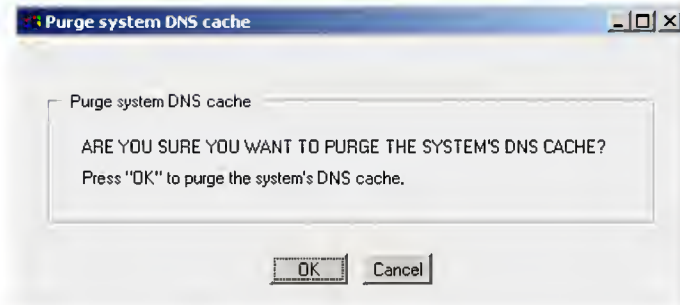 Purge system DNS cache
Purge system DNS cache
ARE YOU SURE YOU WANT TO PURGE THE SYSTEM'S DNS CACHE?
Press "OK" to purge the system's DNS cache.
OK Cancel